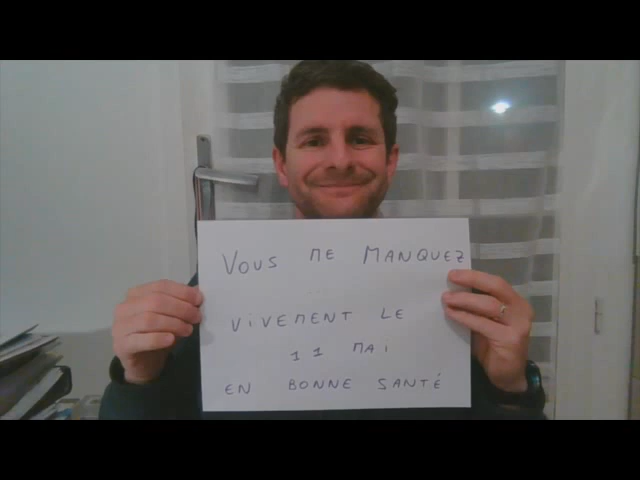 VOUS ME MANQUEZ
VIVEMENT LE
11 MAI
EN BONNE SANTÉ